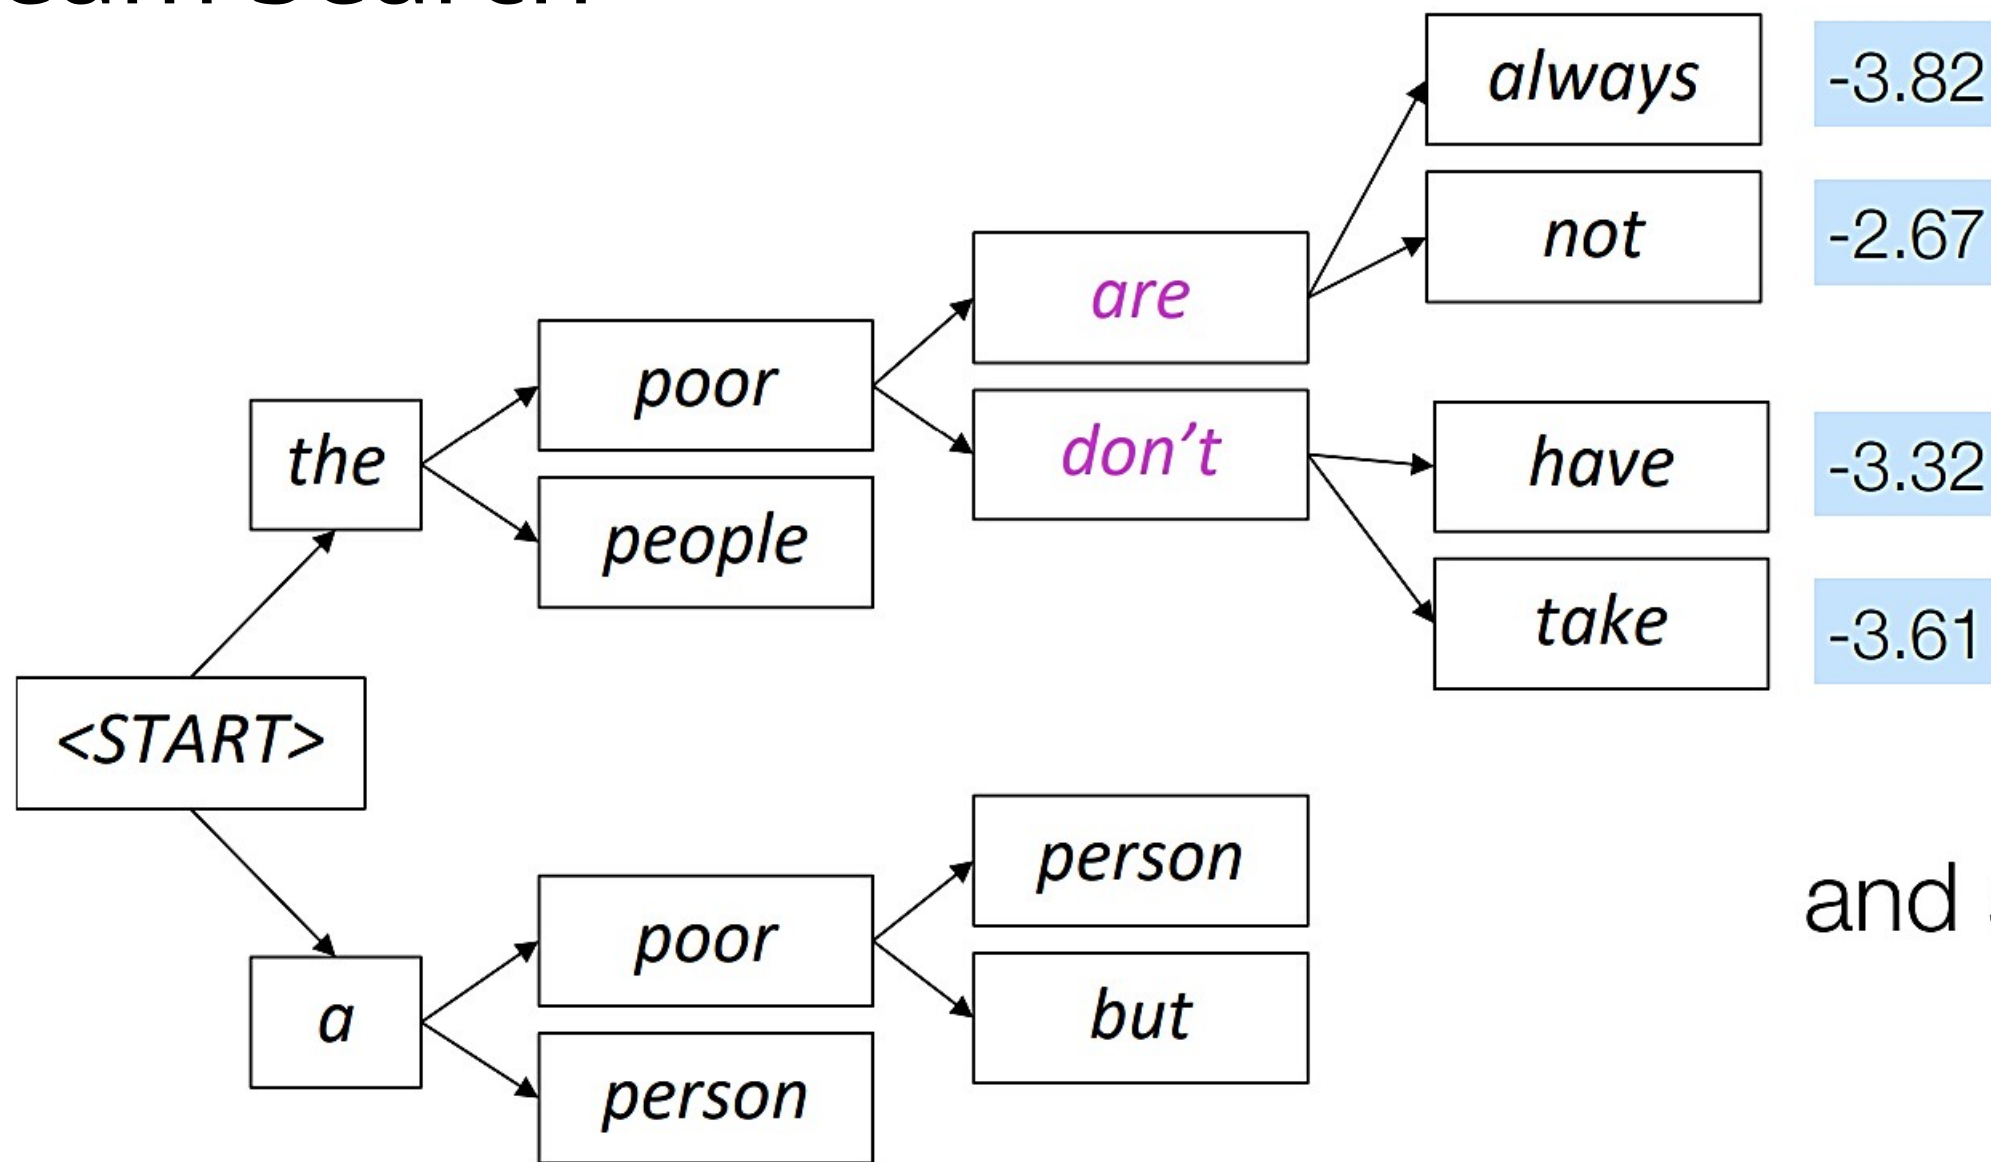 always
-3.82
not
-2.67
are
poor
don't
have
-3.32
the
people
take
-3.61
<START>
person
and
poor
but
a
person